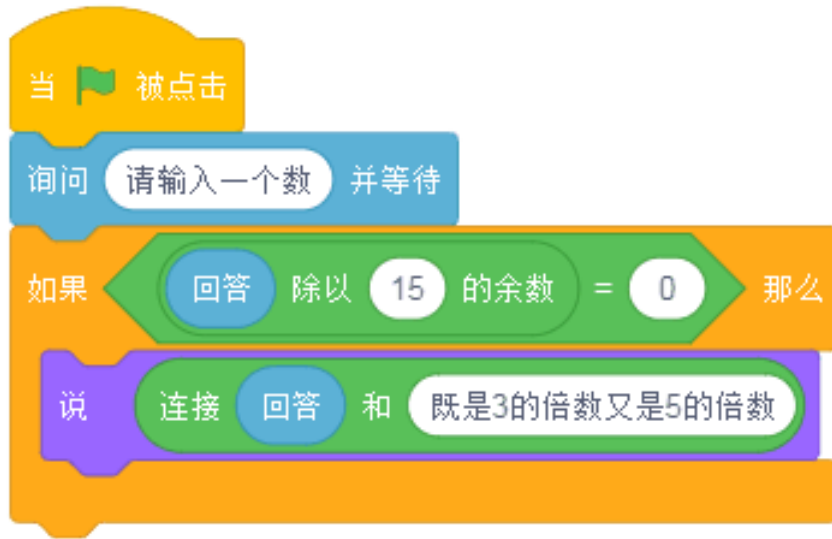 当 被点击
询问 请输入一个数 并等待
如果 回答 除以 15 的余数 = 0 那么
说 连接 回答 和 既是3的倍数又是5的倍数